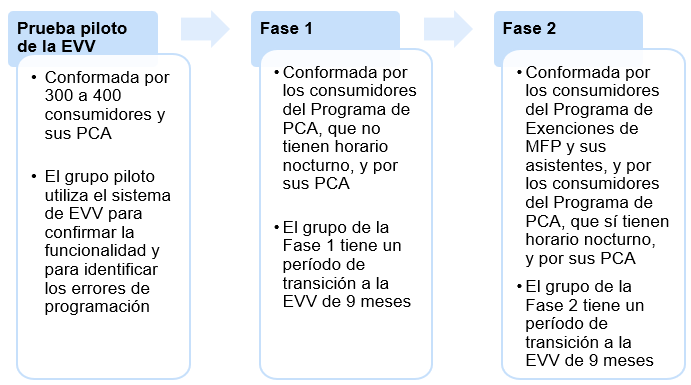 Prueba piloto
de la EVV
• Conformada por
300 a 400
consumidores y
sus PCA
• El grupo piloto
utiliza el sistema
de EVV para
confirmar la
funcionalidad y
para identificar
los errores de
programación
Fase 1
• Conformada por
los consumidores
del Programa de
PCA, que no
tienen horario
nocturno, y por
sus PCA
• El grupo de la
Fase 1 tiene un
período de
transición a la
EVV de 9 meses
Fase 2
• Conformada por
los consumidores
del Programa de
Exenciones de
MFP y sus
asistentes, y por
los consumidores
del Programa de
PCA, que sí tienen
horario nocturno,
y por sus PCA
• El grupo de la
Fase 2 tiene un
período de
transición a la
EVV de 9 meses